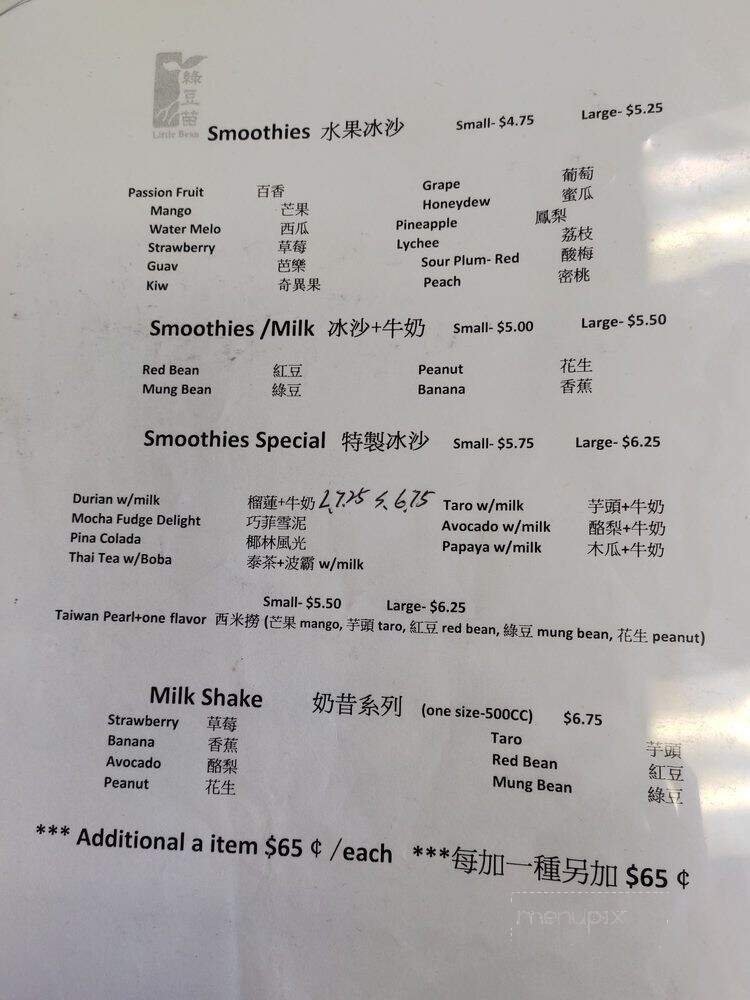 綠豆苗
Little Bean
Smoothies 水果冰沙 Small- $4.75 Large- $5.25
Passion Fruit 百香 Grape 葡萄
Mango 芒果 Honeydew 蜜瓜
Water Melo 西瓜 Pineapple 鳳梨
Strawberry 草莓 Lychee 荔枝
Guav 芭樂 Sour Plum- Red 酸梅
Kiw 奇異果 Peach 密桃
Smoothies /Milk 冰沙+牛奶 Small- $5.00 Large- $5.50
Red Bean 紅豆 Peanut 花生
Mung Bean 綠豆 Banana 香蕉
Smoothies Special 特製冰沙 Small- $5.75 Large- $6.25
Durian w/milk 榴蓮+牛奶 L, 7.25 S, 6.75 Taro w/milk 芋頭+牛奶
Mocha Fudge Delight 巧菲雪泥 Avocado w/milk 酪梨+牛奶
Pina Colada 椰林風光 Papaya w/milk 木瓜+牛奶
Thai Tea w/Boba 泰茶+波霸 w/milk
Small- $5.50 Large- $6.25
Taiwan Pearl+one flavor 西米撈 (芒果 mango, 芋頭 taro, 紅豆 red bean, 綠豆 mung bean, 花生 peanut)
Milk Shake 奶昔系列 (one size-500CC) $6.75
Strawberry 草莓 Taro 芋頭
Banana 香蕉 Red Bean 紅豆
Avocado 酪梨 Mung Bean 綠豆
Peanut 花生
*** Additional a item $65 ¢ /each ***每加一種另加 $65 ¢
menupix